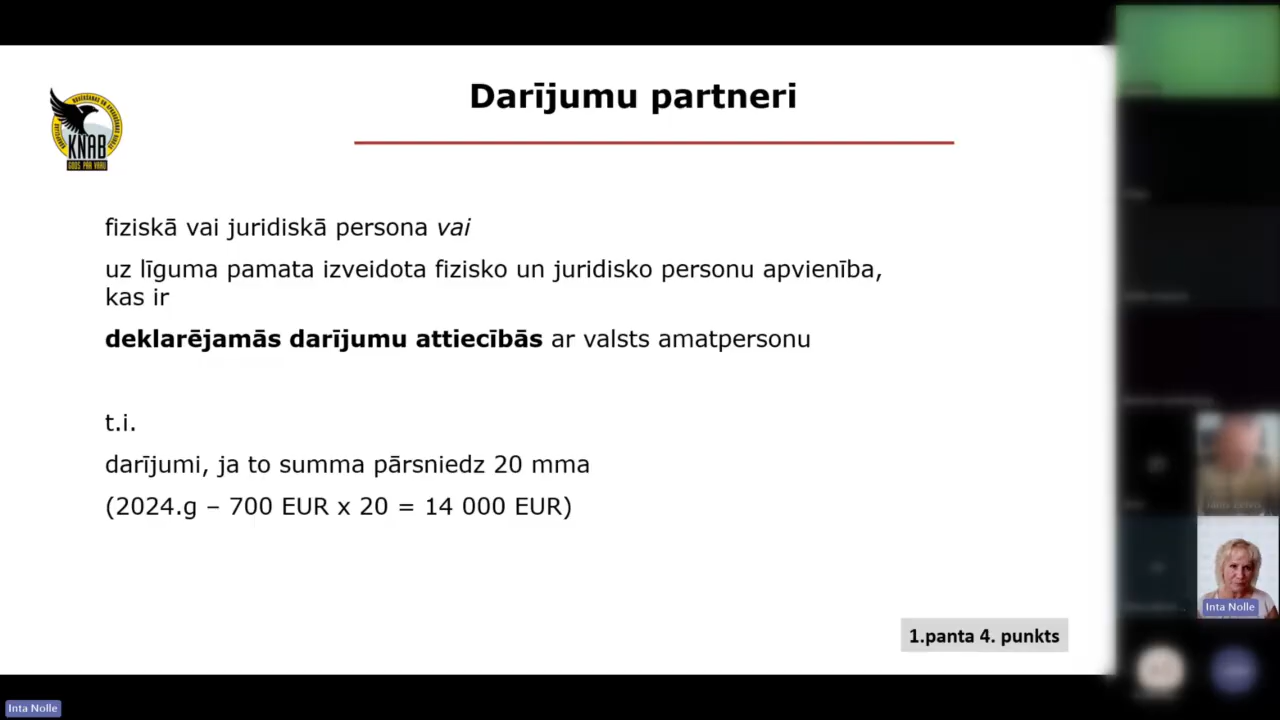 Darījumu partneri
KNAB
GODS PAR VARU
fiziskā vai juridiskā persona vai
uz līguma pamata izveidota fizisko un juridisko personu apvienība,
kas ir
deklarējamās darījumu attiecībās ar valsts amatpersonu
t.i.
darījumi, ja to summa pārsniedz 20 mma
(2024.g – 700 EUR x 20 = 14 000 EUR)
1.panta 4. punkts
Inta Nolle
Inta Nolle